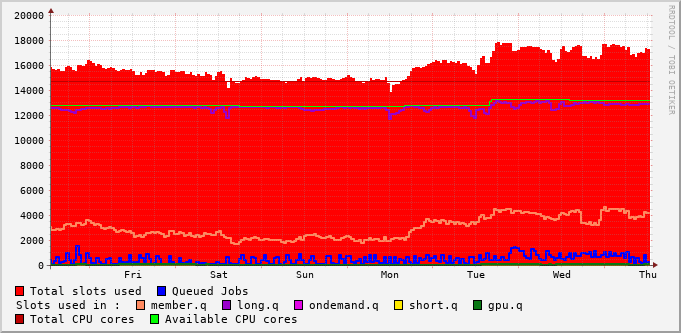 20000
18000
16000
14000
12000
10000
8000
6000
4000
2000
0
Fri Sat Sun Mon Tue Wed Thu
Total slots used Queued Jobs
Slots used in : member.q long.q ondemand.q short.q gpu.q
Total CPU cores Available CPU cores
RRDTOOL / TOBI OETIKER